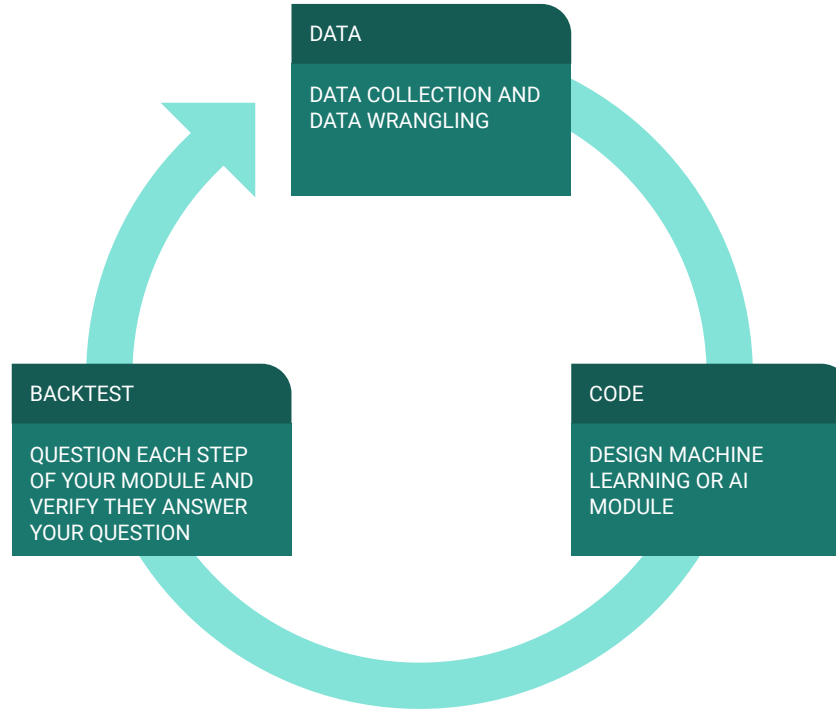 DATA
DATA COLLECTION AND
DATA WRANGLING
BACKTEST
QUESTION EACH STEP
OF YOUR MODULE AND
VERIFY THEY ANSWER
YOUR QUESTION
CODE
DESIGN MACHINE
LEARNING OR AI
MODULE